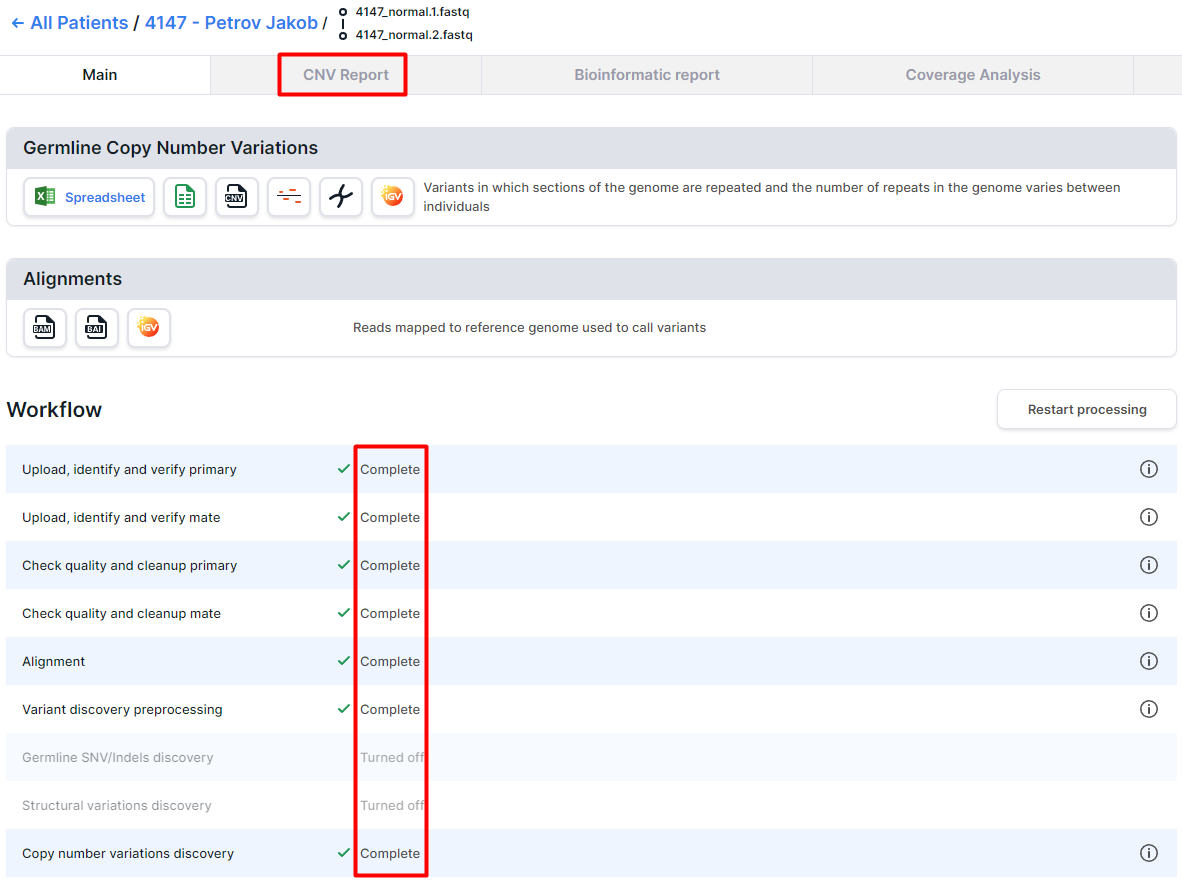 ← All Patients / 4147 - Petrov Jakob /
4147_normal.1.fastq
4147_normal.2.fastq
Main
CNV Report
Bioinformatic report
Coverage Analysis
Germline Copy Number Variations
Spreadsheet
CNV
IGV
Variants in which sections of the genome are repeated and the number of repeats in the genome varies between
individuals
Alignments
BAM
BAI
IGV
Reads mapped to reference genome used to call variants
Workflow
Restart processing
Upload, identify and verify primary Complete
Upload, identify and verify mate Complete
Check quality and cleanup primary Complete
Check quality and cleanup mate Complete
Alignment Complete
Variant discovery preprocessing Complete
Germline SNV/Indels discovery Turned off
Structural variations discovery Turned off
Copy number variations discovery Complete